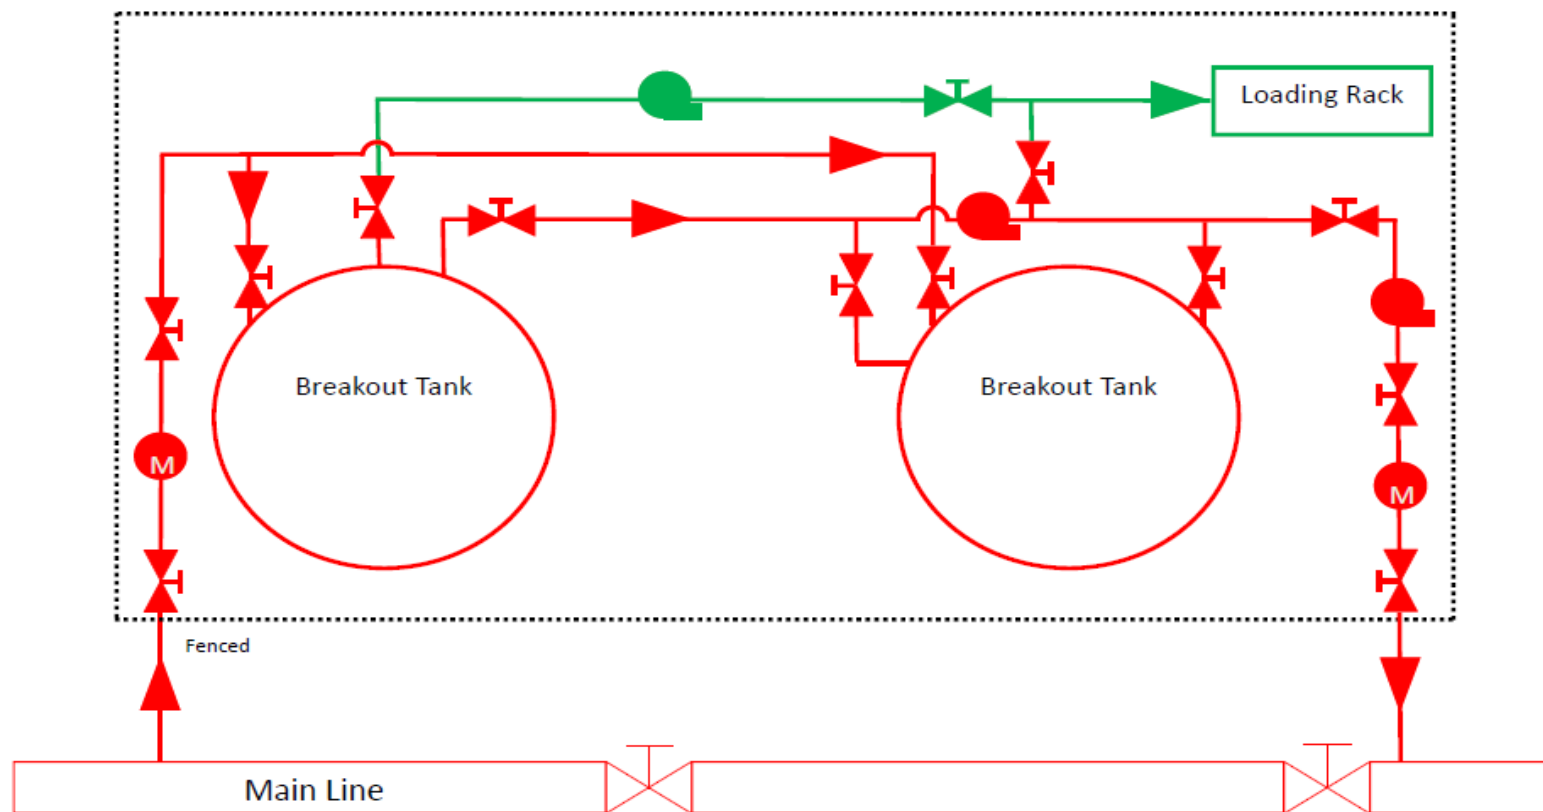 Loading Rack
Breakout Tank
Breakout Tank
M
M
Fenced
Main Line